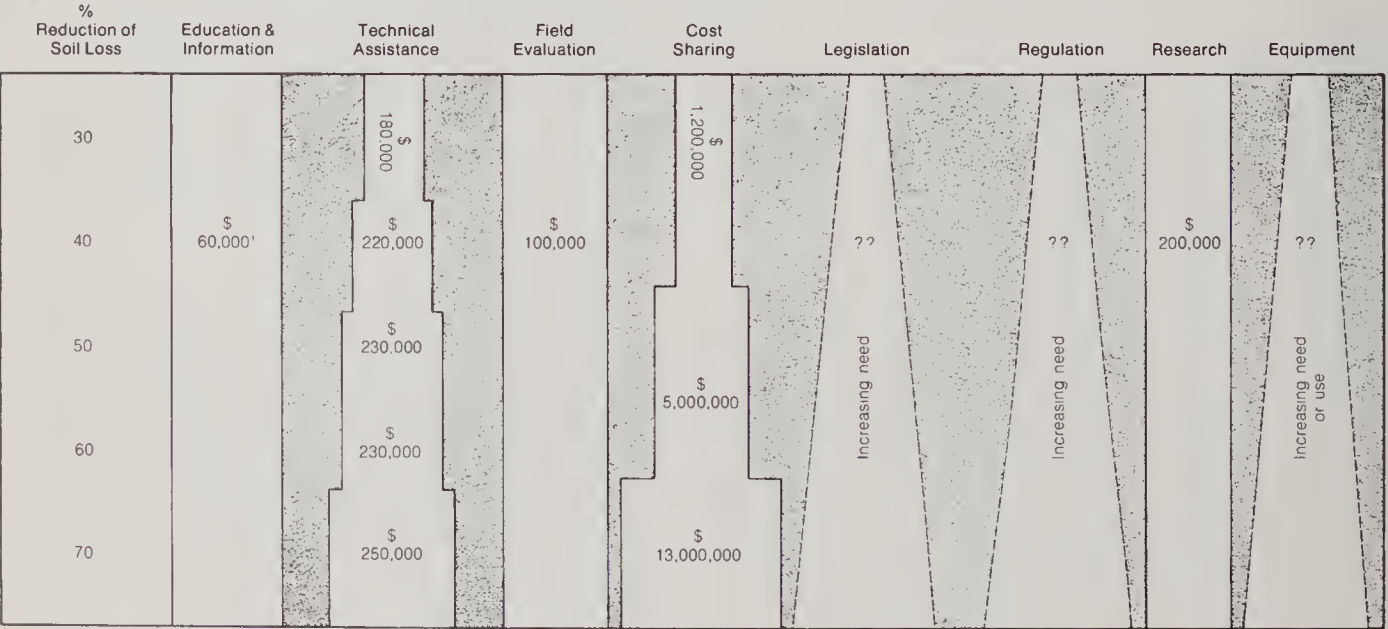 %
Reduction of
Soil Loss
Education &
Information
Technical
Assistance
Field
Evaluation
Cost
Sharing
Legislation
Regulation
Research
Equipment
30
$
180,000
$
1,200,000
40
$
60,000¹
$
220,000
$
100,000
??
??
$
200,000
??
50
$
230,000
$
5,000,000
Increasing need
Increasing need
Increasing need
or use
60
$
230,000
70
$
250,000
$
13,000,000